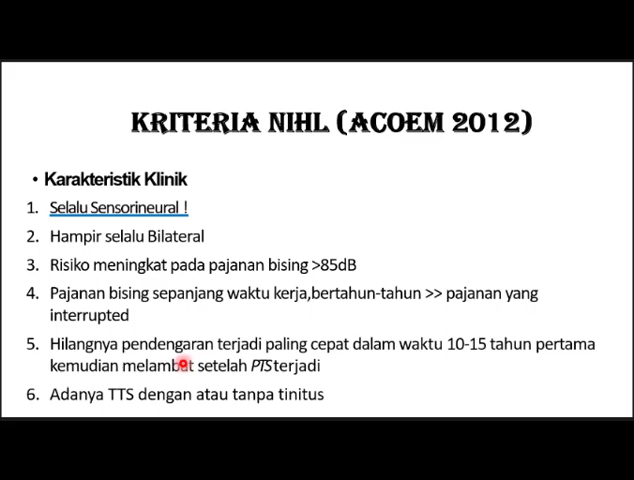 KRITERIA NIHL (ACOEM 2012)
• Karakteristik Klinik
1. Selalu Sensorineural !
2. Hampir selalu Bilateral
3. Risiko meningkat pada pajanan bising >85dB
4. Pajanan bising sepanjang waktu kerja,bertahun-tahun >> pajanan yang
interrupted
5. Hilangnya pendengaran terjadi paling cepat dalam waktu 10-15 tahun pertama
kemudian melambat setelah PTS terjadi
6. Adanya TTS dengan atau tanpa tinitus